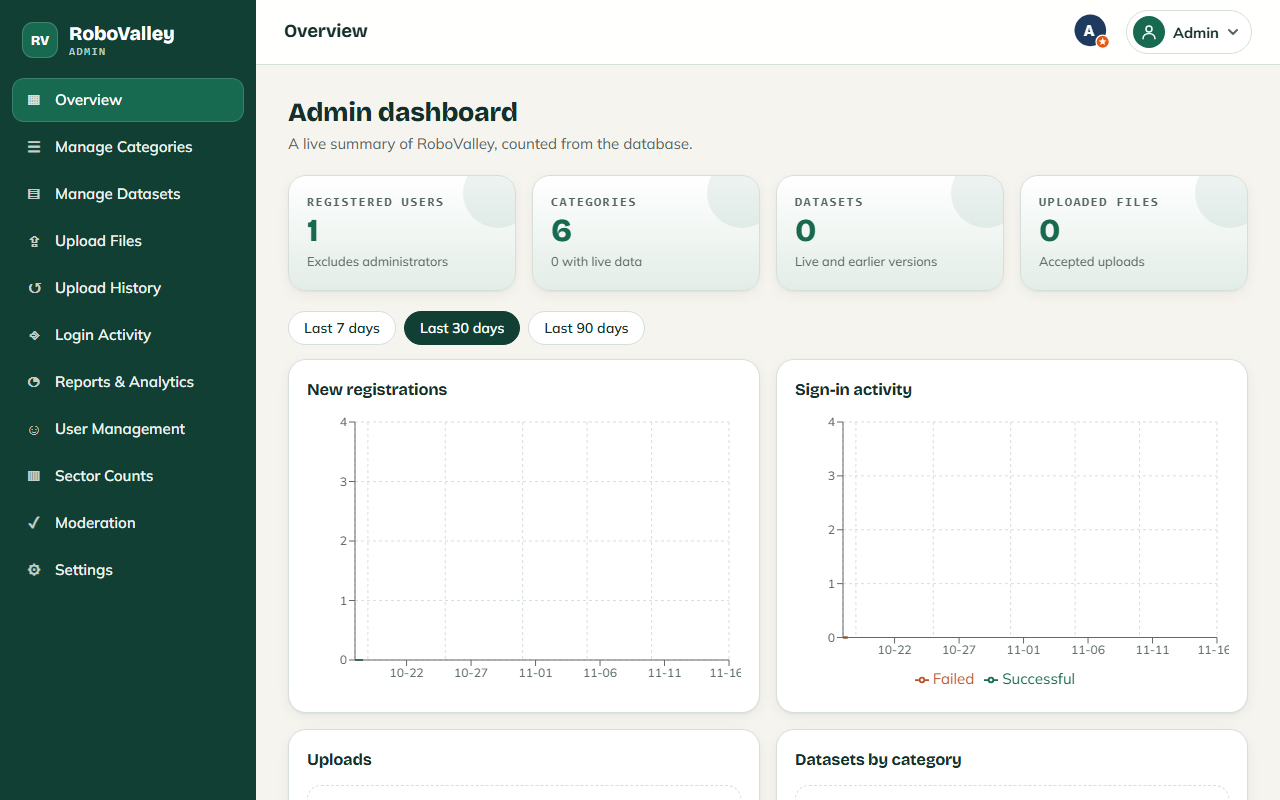 RV
RoboValley
ADMIN
Overview
Manage Categories
Manage Datasets
Upload Files
Upload History
Login Activity
Reports & Analytics
User Management
Sector Counts
Moderation
Settings
Overview
A
Admin
Admin dashboard
A live summary of RoboValley, counted from the database.
REGISTERED USERS
1
Excludes administrators
CATEGORIES
6
0 with live data
DATASETS
0
Live and earlier versions
UPLOADED FILES
0
Accepted uploads
Last 7 days
Last 30 days
Last 90 days
New registrations
4
3
2
1
0
10-22 10-27 11-01 11-06 11-11 11-16
Sign-in activity
4
3
2
1
0
10-22 10-27 11-01 11-06 11-11 11-16
Failed Successful
Uploads
Datasets by category